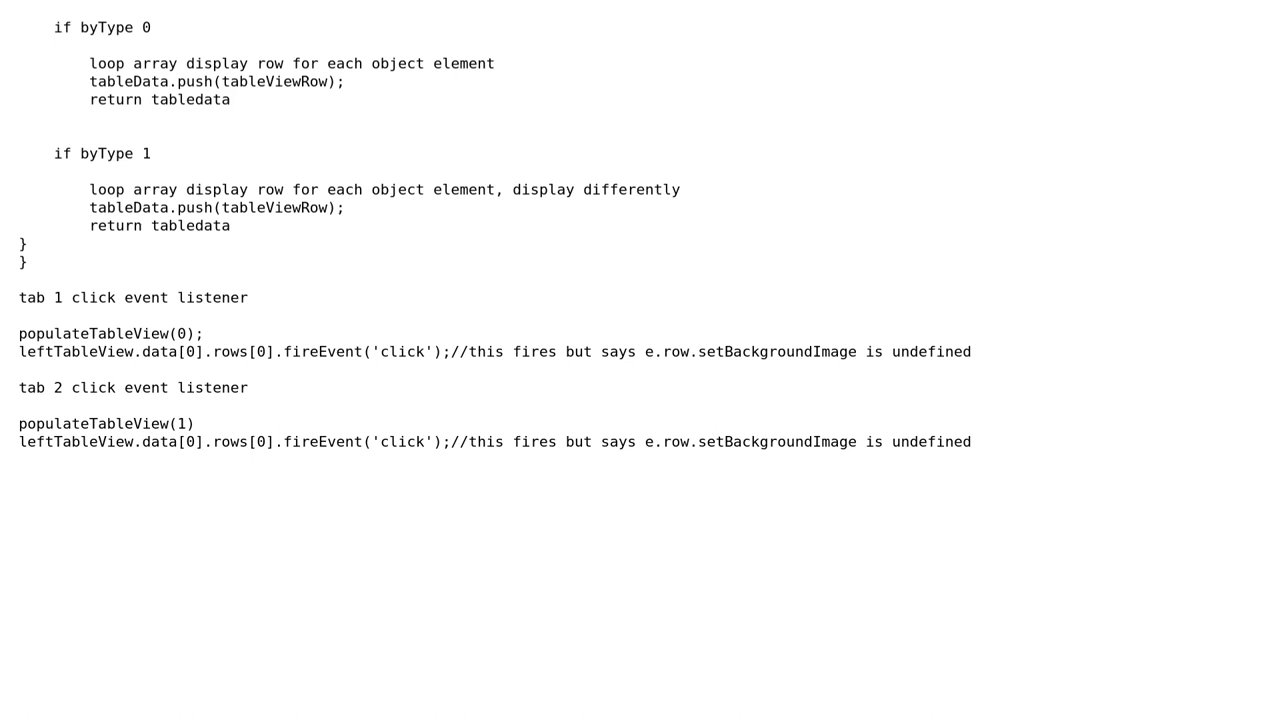 if byType 0
loop array display row for each object element
tableData.push(tableViewRow);
return tabledata
if byType 1
loop array display row for each object element, display differently
tableData.push(tableViewRow);
return tabledata
}
}
tab 1 click event listener
populateTableView(0);
leftTableView.data[0].rows[0].fireEvent('click');//this fires but says e.row.setBackgroundImage is undefined
tab 2 click event listener
populateTableView(1)
leftTableView.data[0].rows[0].fireEvent('click');//this fires but says e.row.setBackgroundImage is undefined